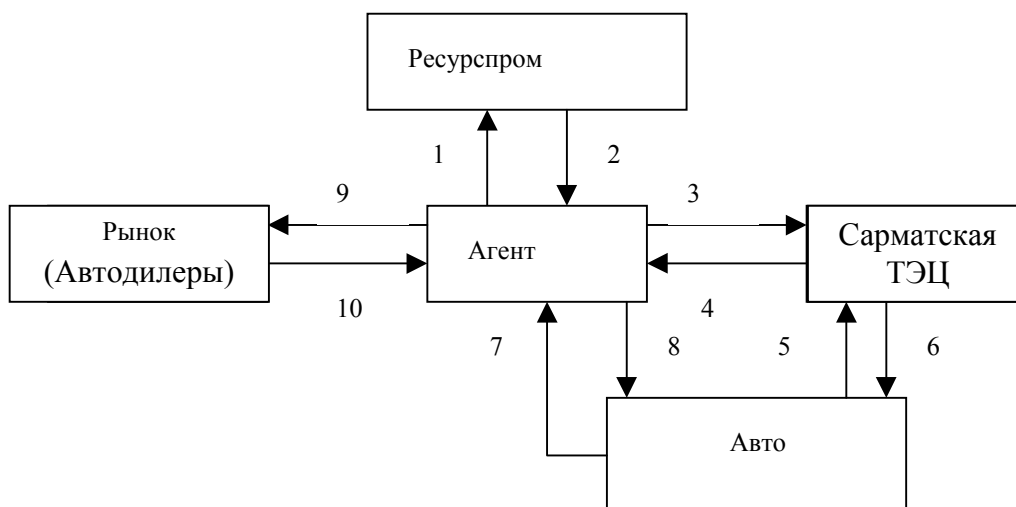 Ресурспром
1
2
9
3
Рынок
(Автодилеры)
Агент
Сарматская
ТЭЦ
10
4
7
8
5
6
Авто